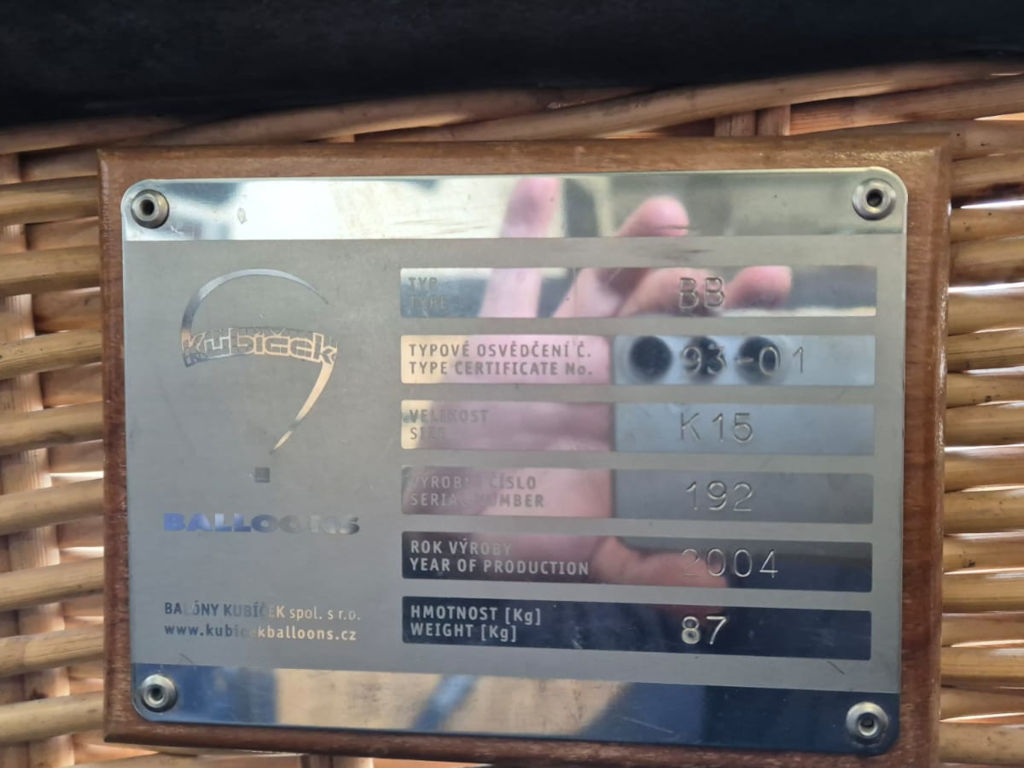 Kubíček
BALLOONS
BALÓNY KUBÍČEK spol. s r.o.
www.kubicekballoons.cz
TYP
TYPE
BB
TYPOVÉ OSVĚDČENÍ Č.
TYPE CERTIFICATE No.
93-01
VELIKOST
SIZE
K15
VÝROBNÍ ČÍSLO
SERIAL NUMBER
192
ROK VÝROBY
YEAR OF PRODUCTION
2004
HMOTNOST [Kg]
WEIGHT [Kg]
87